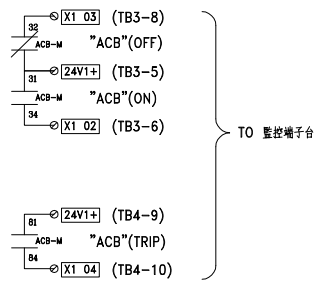 32 X1 03 (TB3-8)
ACB-M "ACB"(OFF)
31 24V1+ (TB3-5)
ACB-M "ACB"(ON)
34 X1 02 (TB3-6)
TO 監控端子台
81 24V1+ (TB4-9)
ACB-M "ACB"(TRIP)
84 X1 04 (TB4-10)